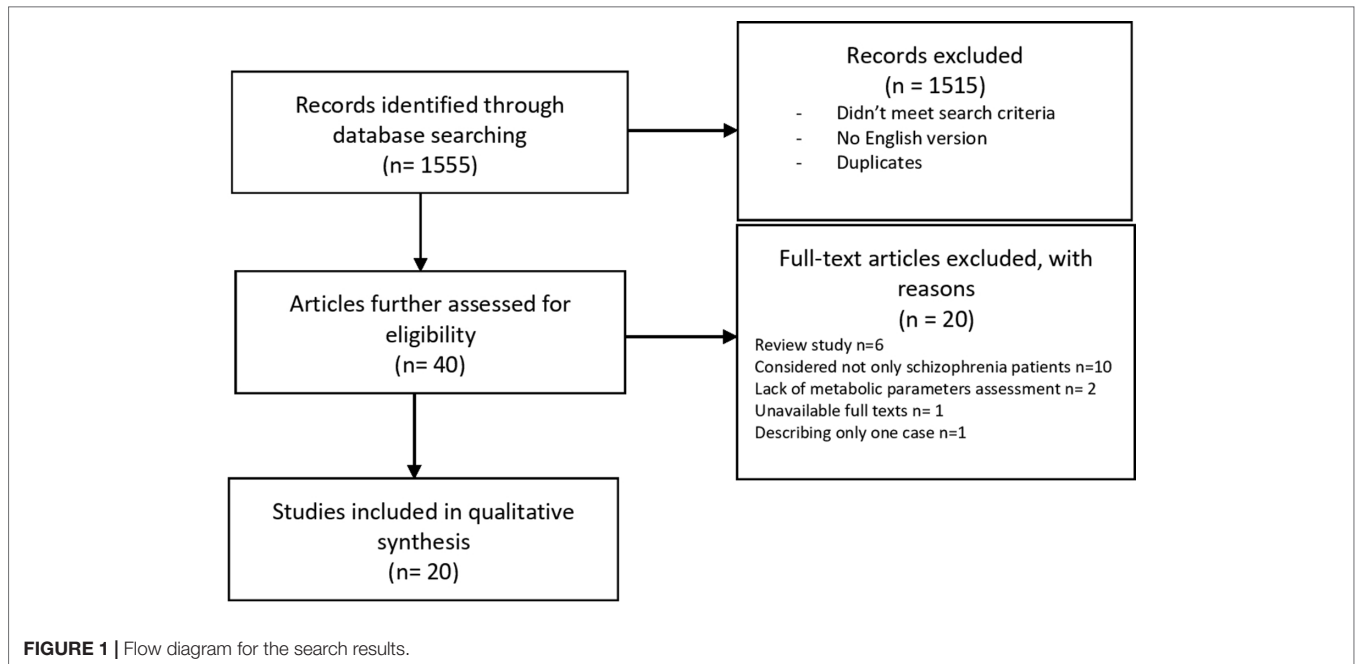 Records identified through
database searching
(n= 1555)
Records excluded
(n = 1515)
- Didn't meet search criteria
- No English version
- Duplicates
Articles further assessed for
eligibility
(n= 40)
Full-text articles excluded, with
reasons
(n = 20)
Review study n=6
Considered not only schizophrenia patients n=10
Lack of metabolic parameters assessment n= 2
Unavailable full texts n= 1
Describing only one case n=1
Studies included in qualitative
synthesis
(n= 20)
FIGURE 1 | Flow diagram for the search results.